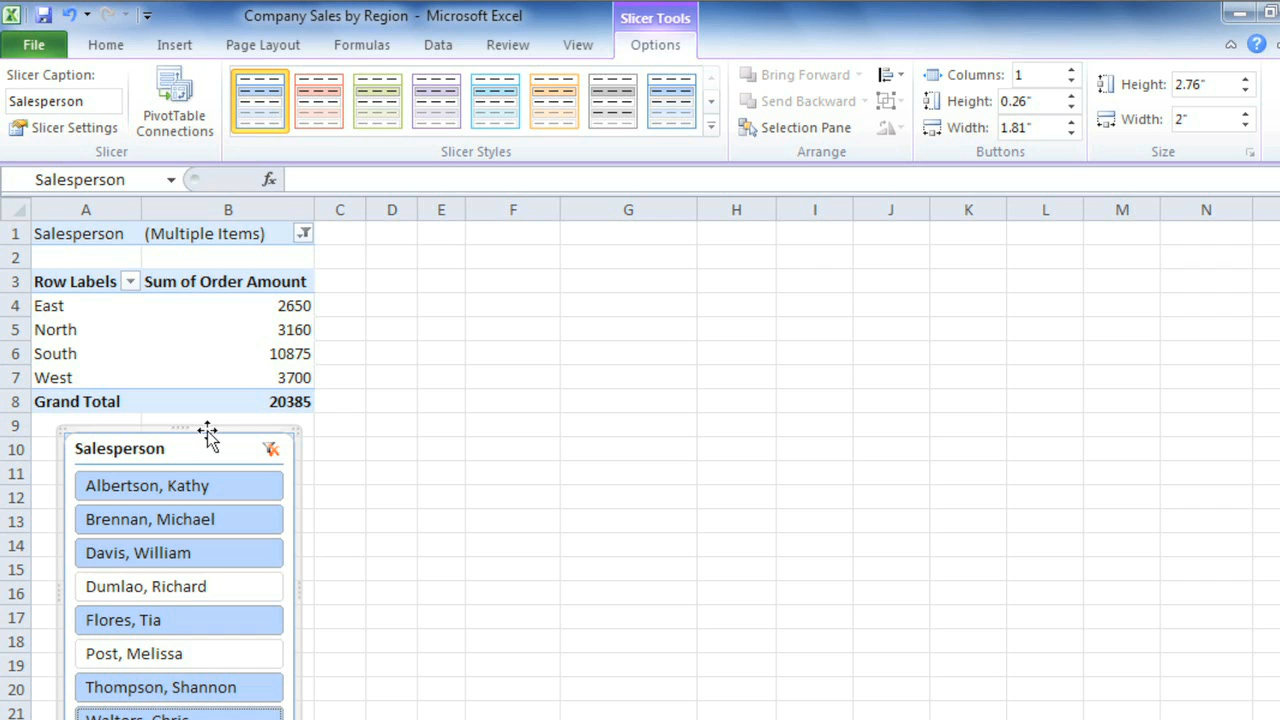 Company Sales by Region - Microsoft Excel
Slicer Tools
File Home Insert Page Layout Formulas Data Review View Options
Slicer Caption:
Salesperson
Slicer Settings
PivotTable
Connections
Slicer
Slicer Styles
Bring Forward
Send Backward
Selection Pane
Arrange
Columns: 1
Height: 0.26"
Width: 1.81"
Buttons
Height: 2.76"
Width: 2"
Size
Salesperson fx
A B C D E F G H I J K L M N
1 Salesperson (Multiple Items)
2
3 Row Labels Sum of Order Amount
4 East 2650
5 North 3160
6 South 10875
7 West 3700
8 Grand Total 20385
9
10 Salesperson
11
12 Albertson, Kathy
13 Brennan, Michael
14 Davis, William
15
16 Dumlao, Richard
17 Flores, Tia
18 Post, Melissa
19
20 Thompson, Shannon
21 Walters, Chris